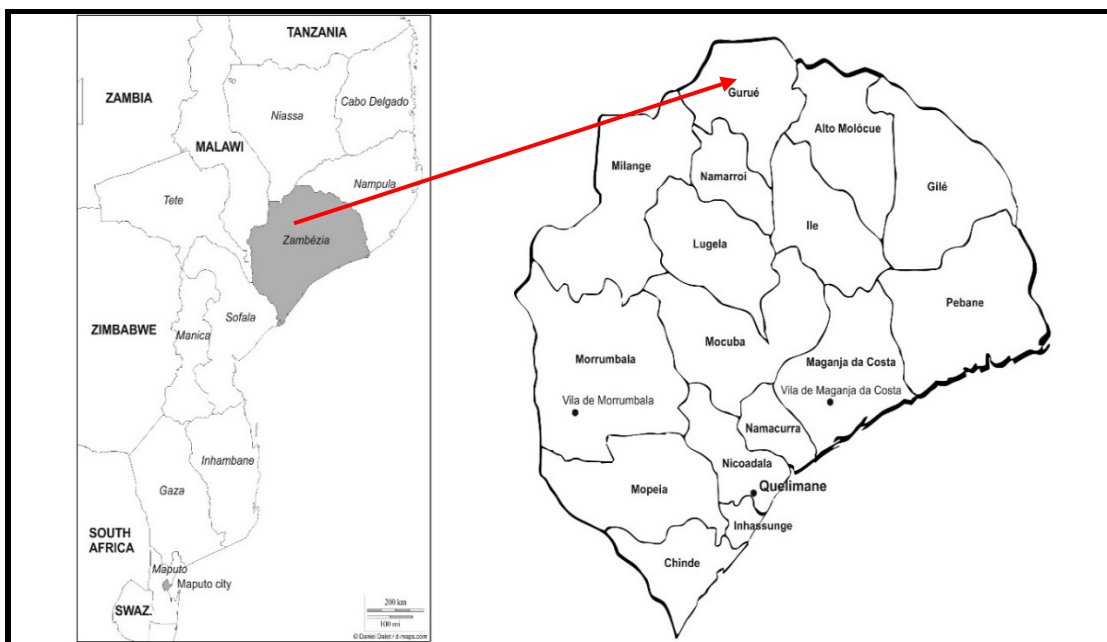 TANZANIA
ZAMBIA
Cabo Delgado
Niassa
MALAWI
Nampula
Tete
Zambézia
Sofala
ZIMBABWE
Manica
Inhambane
Gaza
SOUTH
AFRICA
Maputo
Maputo city
SWAZ.
200 km
100 mi
© Daniel Dalet / d-maps.com
Gurué
Alto Molócue
Milange
Namarroi
Gilé
Ile
Lugela
Pebane
Mocuba
Morrumbala
Maganja da Costa
Vila de Maganja da Costa
Vila de Morrumbala
Namacurra
Nicoadala
Mopeia
Quelimane
Inhassunge
Chinde